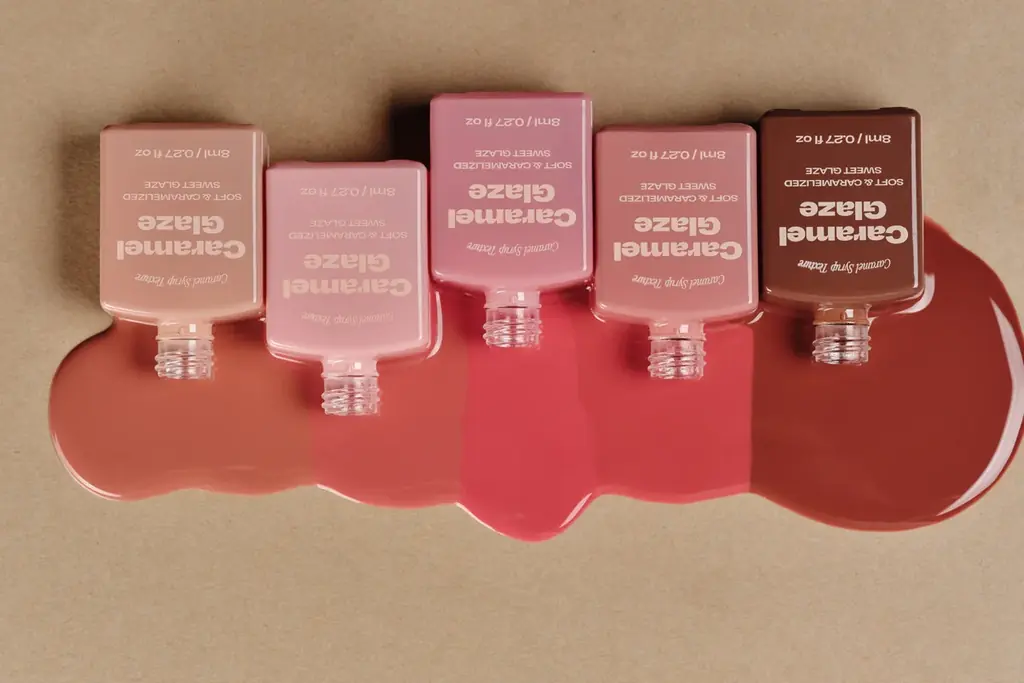 Caramel Syrup Texture
Caramel
Glaze
SOFT & CARAMELIZED
SWEET GLAZE
8ml / 0.27 fl oz
Caramel Syrup Texture
Caramel
Glaze
SOFT & CARAMELIZED
SWEET GLAZE
8ml / 0.27 fl oz
Caramel Syrup Texture
Caramel
Glaze
SOFT & CARAMELIZED
SWEET GLAZE
8ml / 0.27 fl oz
Caramel Syrup Texture
Caramel
Glaze
SOFT & CARAMELIZED
SWEET GLAZE
8ml / 0.27 fl oz
Caramel Syrup Texture
Caramel
Glaze
SOFT & CARAMELIZED
SWEET GLAZE
8ml / 0.27 fl oz